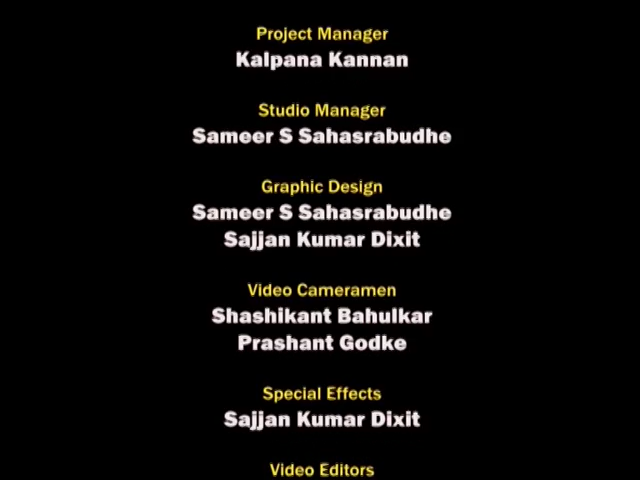 Project Manager
Kalpana Kannan
Studio Manager
Sameer S Sahasrabudhe
Graphic Design
Sameer S Sahasrabudhe
Sajjan Kumar Dixit
Video Cameramen
Shashikant Bahulkar
Prashant Godke
Special Effects
Sajjan Kumar Dixit
Video Editors